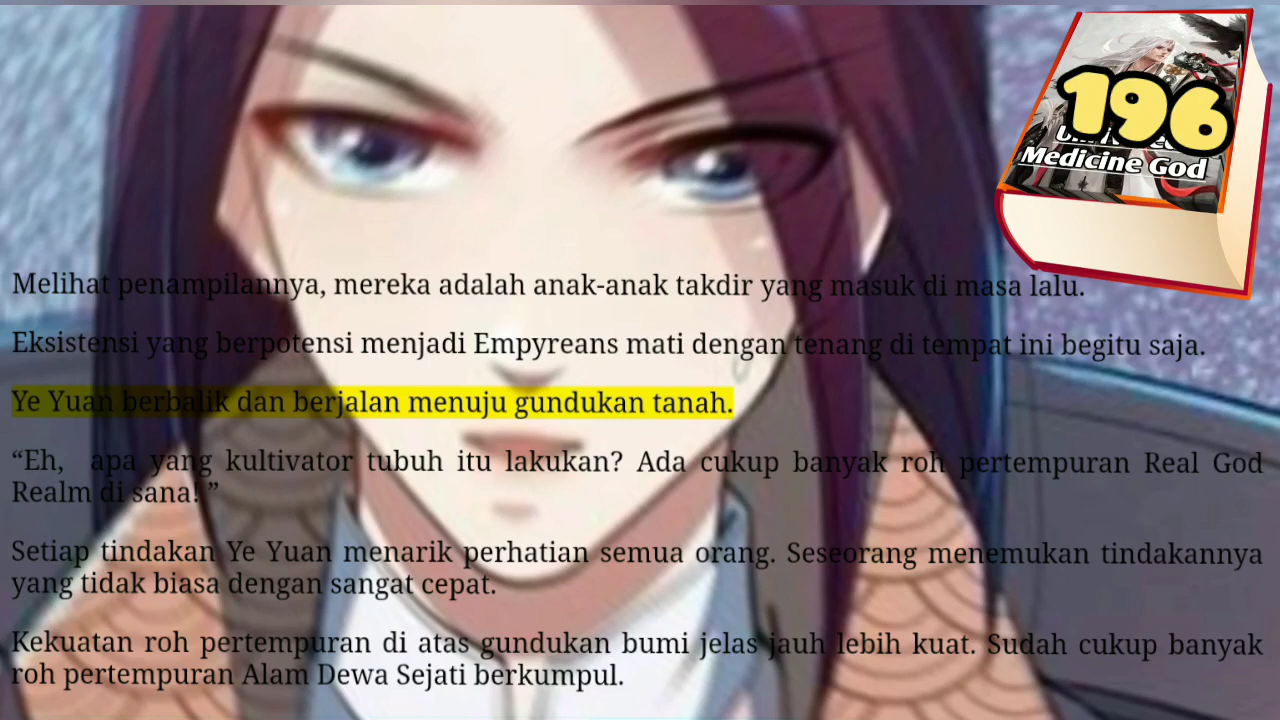 196
Medicine God
Melihat penampilannya, mereka adalah anak-anak takdir yang masuk di masa lalu.
Eksistensi yang berpotensi menjadi Empyreans mati dengan tenang di tempat ini begitu saja.
Ye Yuan berbalik dan berjalan menuju gundukan tanah.
“Eh, apa yang kultivator tubuh itu lakukan? Ada cukup banyak roh pertempuran Real God
Realm di sana! ”
Setiap tindakan Ye Yuan menarik perhatian semua orang. Seseorang menemukan tindakannya
yang tidak biasa dengan sangat cepat.
Kekuatan roh pertempuran di atas gundukan bumi jelas jauh lebih kuat. Sudah cukup banyak
roh pertempuran Alam Dewa Sejati berkumpul.